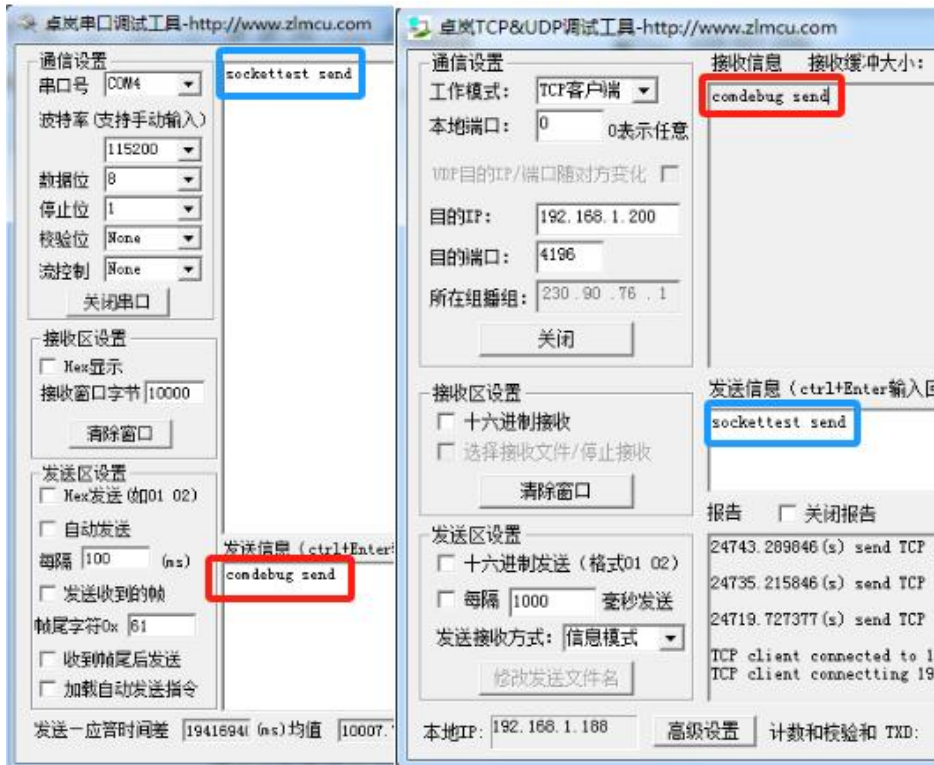 卓岚串口调试工具-http://www.zlmcu.com
通信设置
串口号 COM4
波特率(支持手动输入)
115200
数据位 8
停止位 1
校验位 None
流控制 None
关闭串口
接收区设置
Hex显示
接收窗口字节 10000
清除窗口
发送区设置
Hex发送(如01 02)
自动发送
每隔 100 (ms)
发送收到的帧
帧尾字符0x 61
收到帧尾后发送
加载自动发送指令
发送一应答时间差 1941694( (ms)均值 10007.
sockettest send
发送信息(ctrl+Enter
comdebug send
卓岚TCP&UDP调试工具-http://www.zlmcu.com
通信设置
工作模式: TCP客户端
本地端口: 0 0表示任意
UDP目的IP/端口随对方变化
目的IP: 192.168.1.200
目的端口: 4196
所在组播组: 230 .90 .76 .1
关闭
接收区设置
十六进制接收
选择接收文件/停止接收
清除窗口
发送区设置
十六进制发送(格式01 02)
每隔 1000 毫秒发送
发送接收方式: 信息模式
修改发送文件名
本地IP: 192.168.1.188 高级设置 计数和校验和 TXD:
接收信息 接收缓冲大小:
comdebug send
发送信息(ctrl+Enter输入回
sockettest send
报告 关闭报告
24743.289846(s) send TCP
24735.215846(s) send TCP
24719.727377(s) send TCP
TCP client connected to 1
TCP client connectting 19